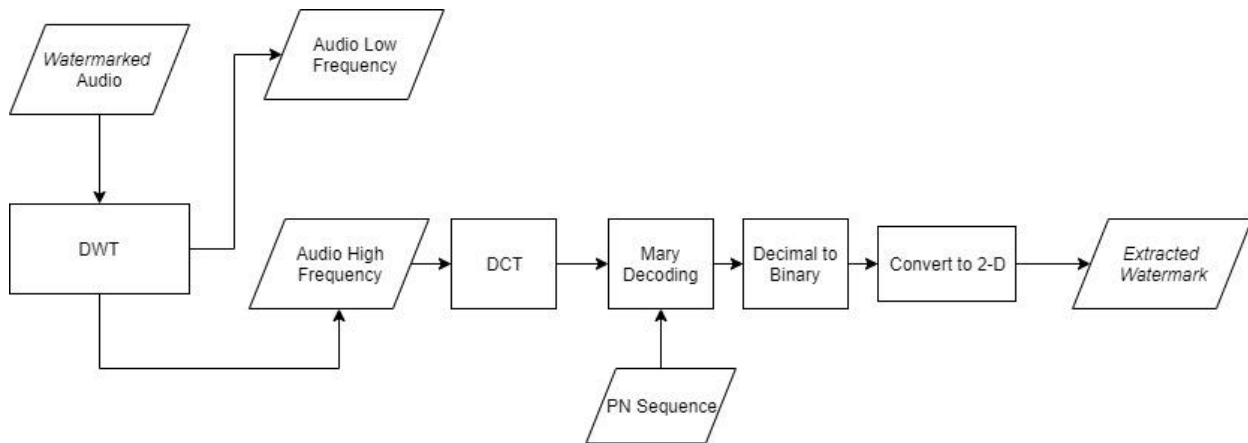 Watermarked
Audio
Audio Low
Frequency
DWT
Audio High
Frequency
DCT
Mary
Decoding
Decimal to
Binary
Convert to 2-D
Extracted
Watermark
PN Sequence